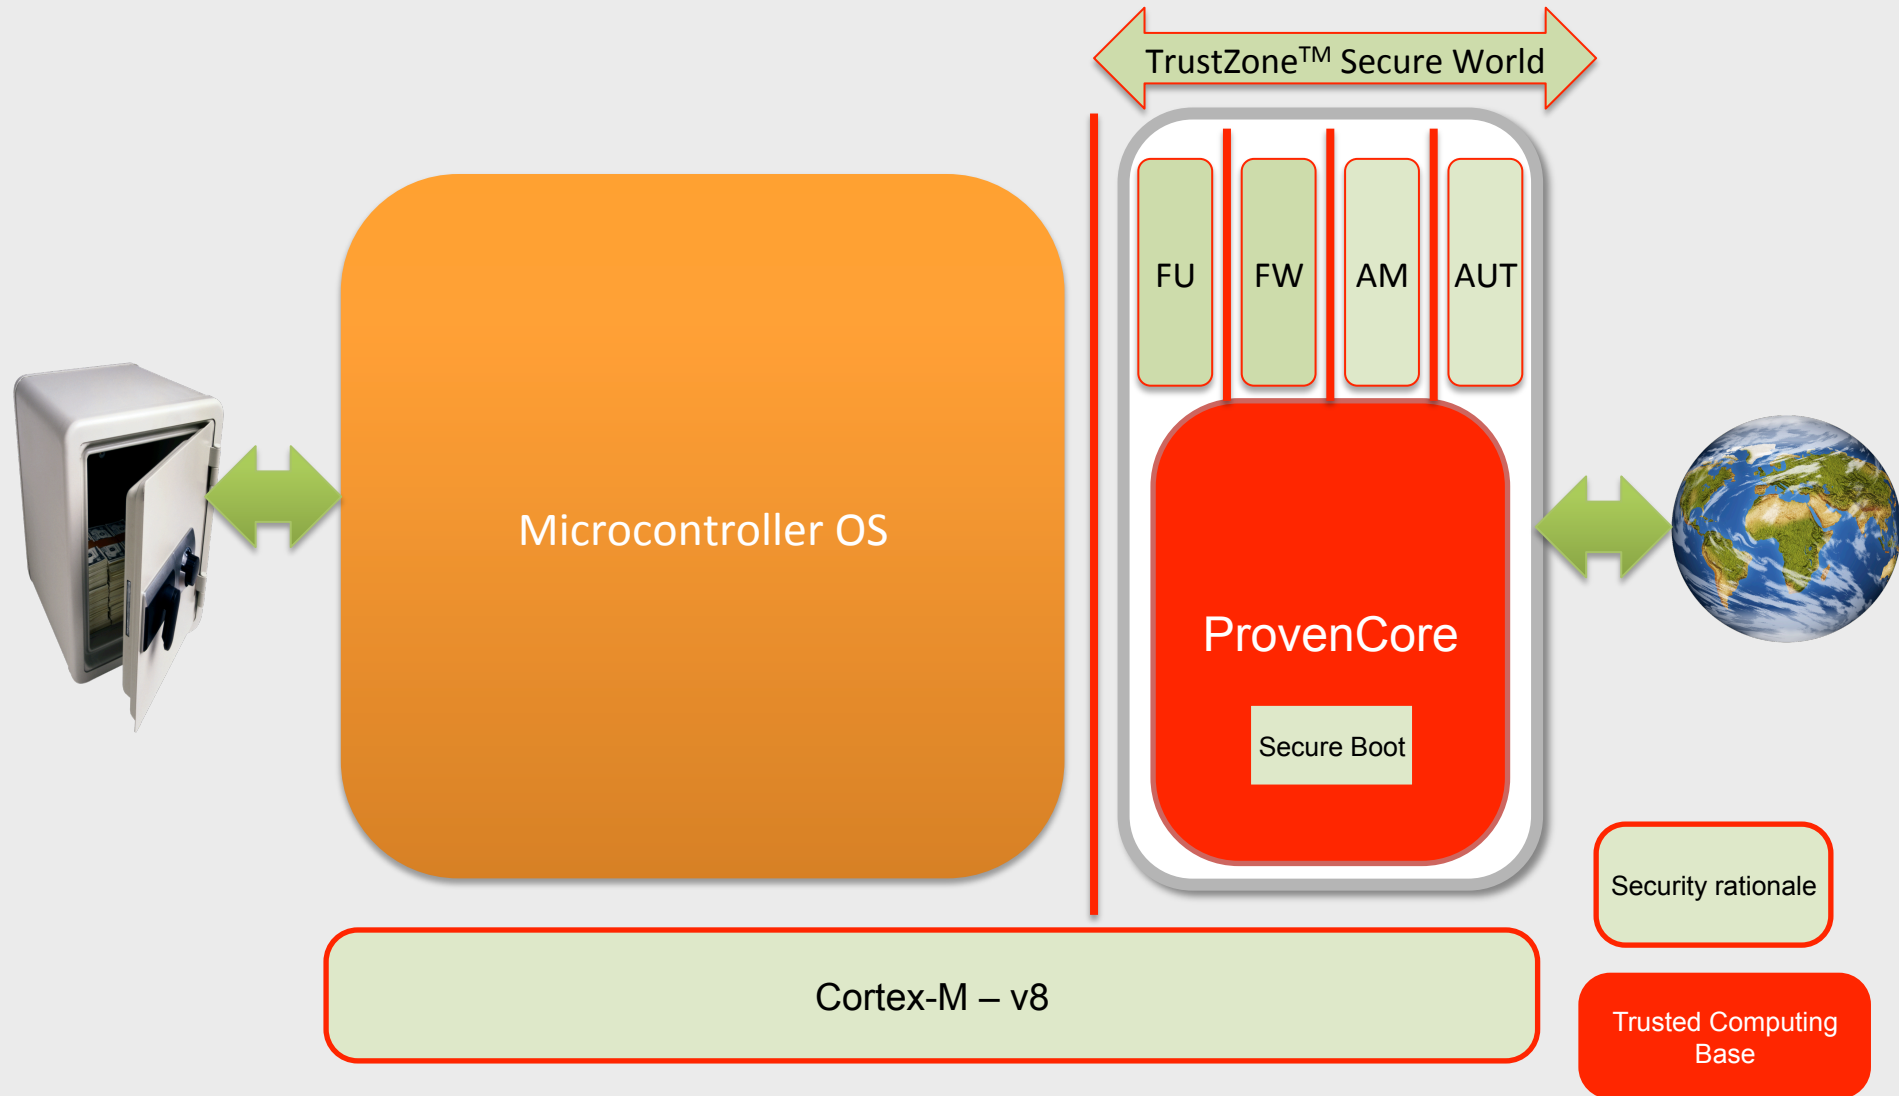 TrustZone™ Secure World
FU
FW
AM
AUT
Microcontroller OS
ProvenCore
Secure Boot
Security rationale
Cortex-M – v8
Trusted Computing
Base